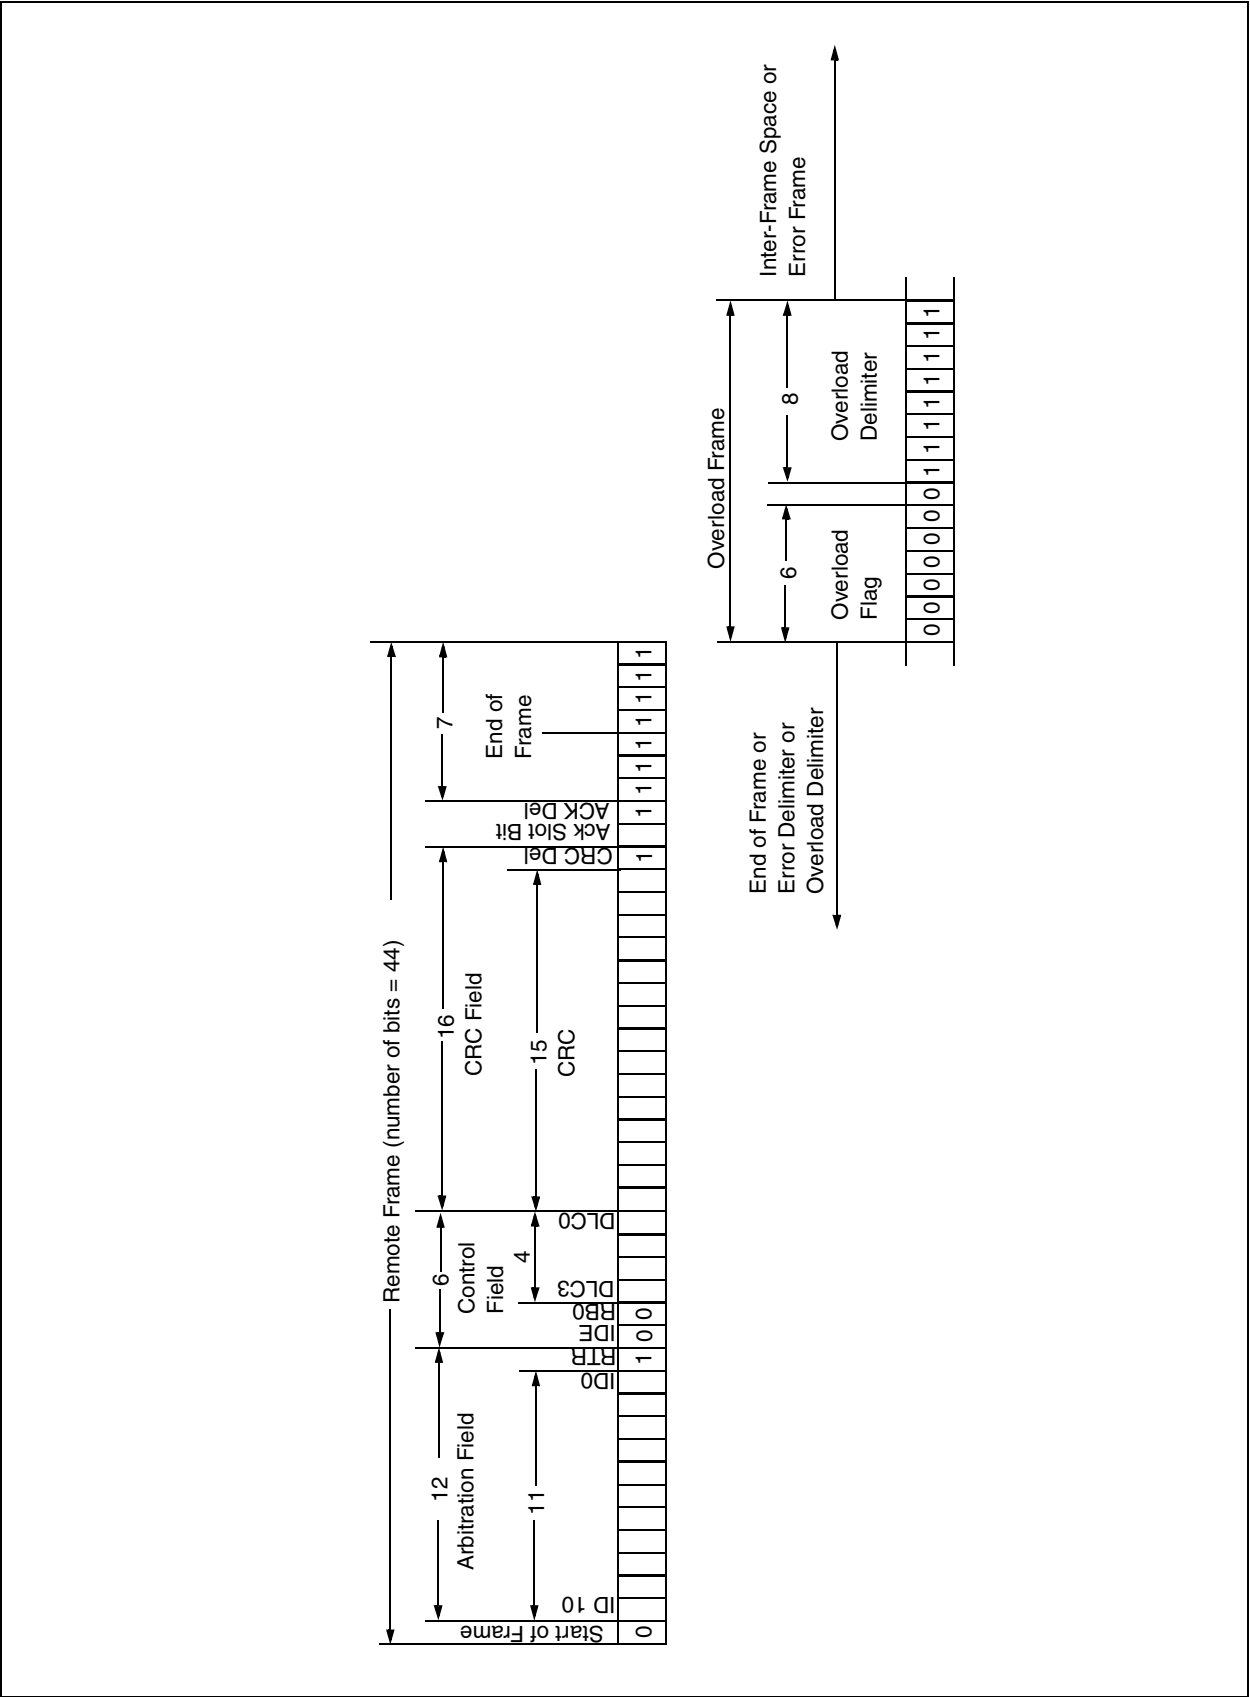 Remote Frame (number of bits = 44)
12
Arbitration Field
6
Control
Field
16
CRC Field
7
End of
Frame
11
4
15
CRC
Start of Frame
ID 10
ID0
RTR
IDE
RB0
DLC3
DLC0
CRC Del
Ack Slot Bit
ACK Del
0 1 0 0 1 1 1 1 1 1 1 1 1
Overload Frame
End of Frame or
Error Delimiter or
Overload Delimiter
6
Overload
Flag
8
Overload
Delimiter
Inter-Frame Space or
Error Frame
0 0 0 0 0 0 0 1 1 1 1 1 1 1 1